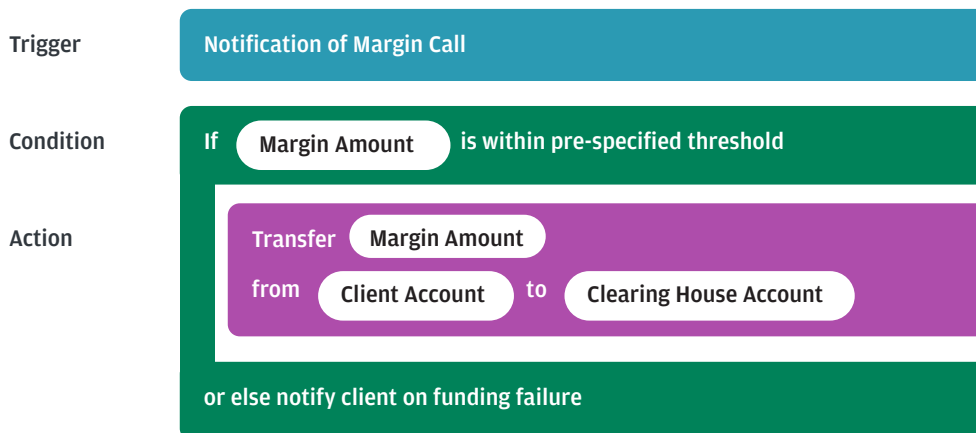 Trigger
Notification of Margin Call
Condition
If Margin Amount is within pre-specified threshold
Action
Transfer Margin Amount
from Client Account to Clearing House Account
or else notify client on funding failure